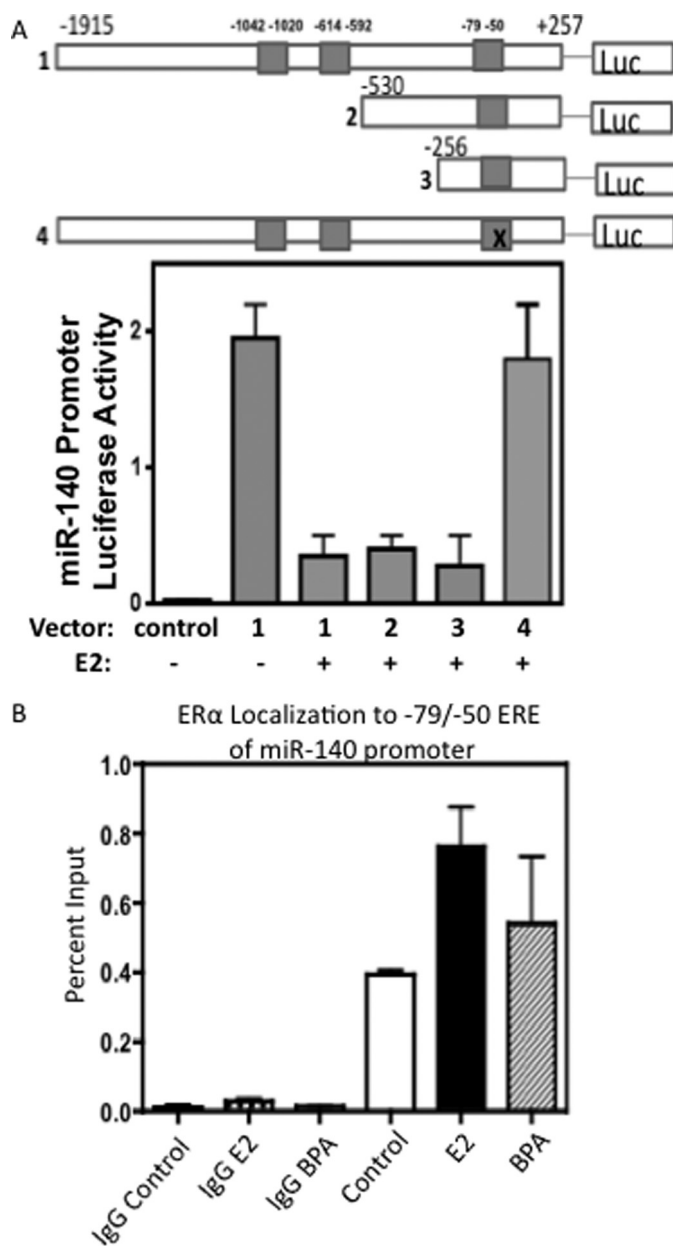 A
-1915 -1042 -1020 -614 -592 -79 -50 +257
1 Luc
-530
2 Luc
-256
3 Luc
4 X Luc
miR-140 Promoter
Luciferase Activity
2
1
0
Vector: control 1 1 2 3 4
E2: - - + + + +
B
ERα Localization to -79/-50 ERE
of miR-140 promoter
Percent Input
1.0
0.8
0.6
0.4
0.2
0.0
IgG Control
IgG E2
IgG BPA
Control
E2
BPA